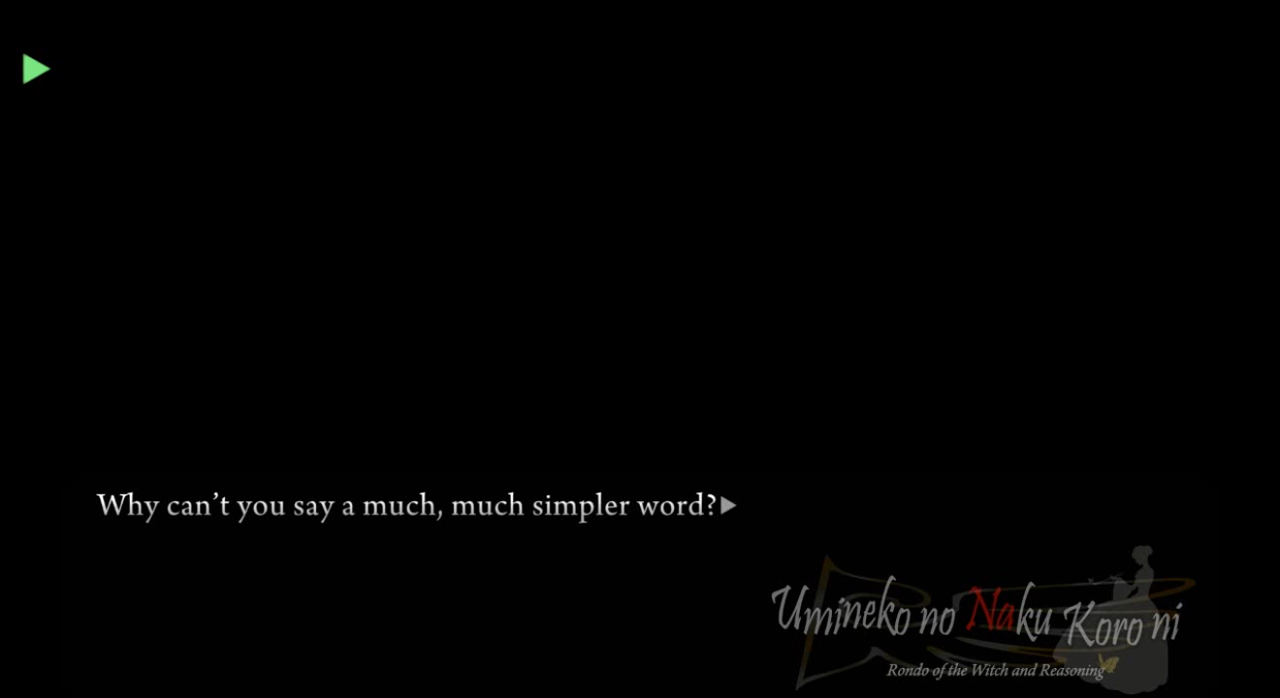 Why can’t you say a much, much simpler word?
Umineko no Naku Koro ni
Rondo of the Witch and Reasoning